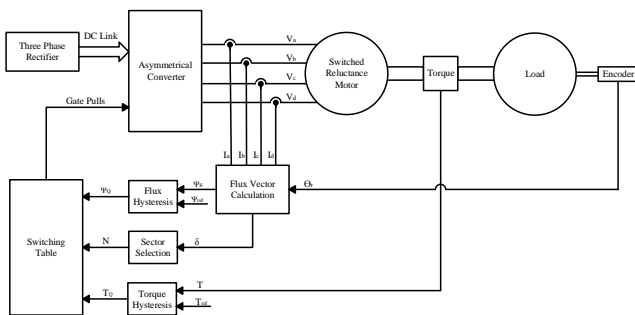 Three Phase
Rectifier
DC Link
Asymmetrical
Converter
Va
Vb
Vc
Vd
Switched
Reluctance
Motor
Torque
Load
Encoder
Gate Pulls
Ia
Ib
Ic
Id
Flux Vector
Calculation
Θr
Switching
Table
ΨQ
Flux
Hysteresis
Ψs
Ψref
N
Sector
Selection
δ
TQ
Torque
Hysteresis
T
Tref